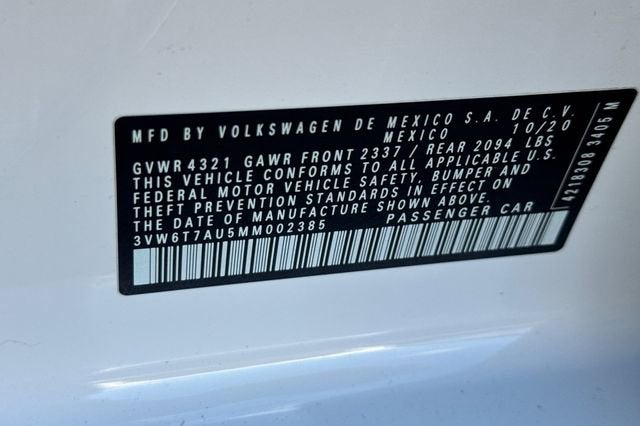 MFD BY VOLKSWAGEN DE MEXICO S.A. DE C.V.
MEXICO 10/20
GVWR 4321 GAWR FRONT 2337 / REAR 2094 LBS
THIS VEHICLE CONFORMS TO ALL APPLICABLE U.S.
FEDERAL MOTOR VEHICLE SAFETY, BUMPER AND
THEFT PREVENTION STANDARDS IN EFFECT ON
THE DATE OF MANUFACTURE SHOWN ABOVE.
3VW6T7AU5MM002385 PASSENGER CAR
4218308 3405 M